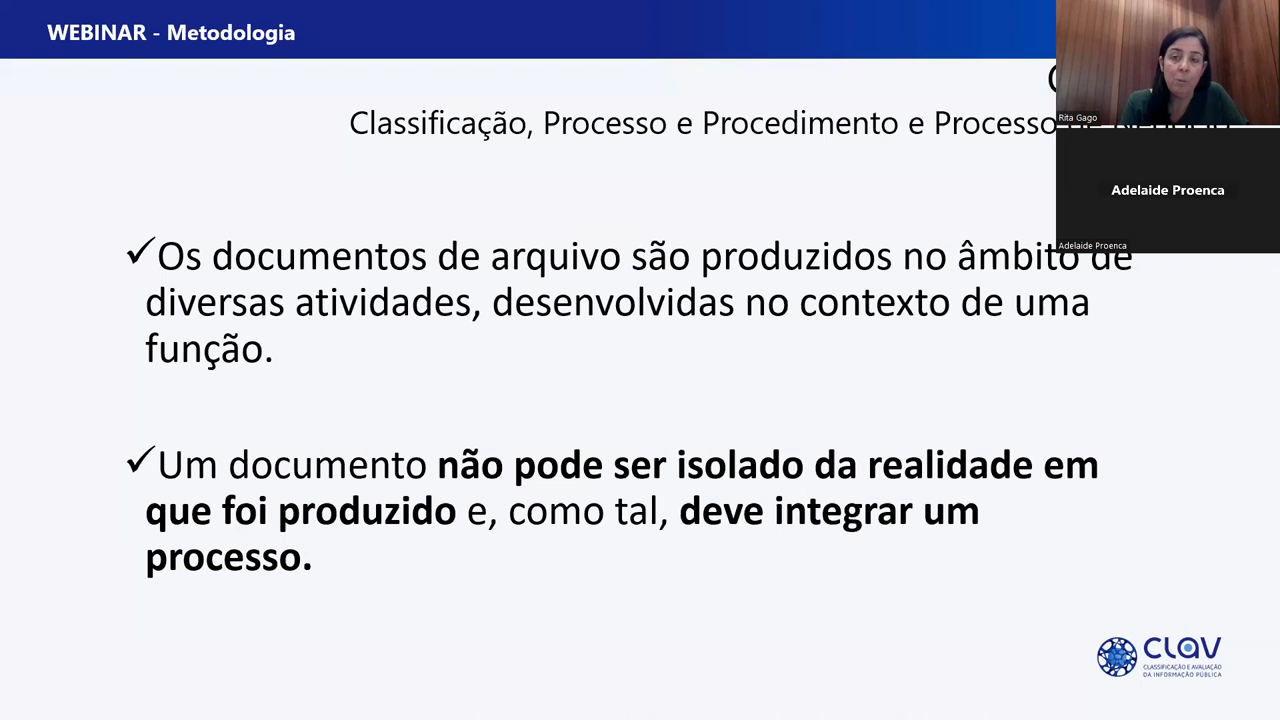 WEBINAR - Metodologia
Rita Gago
Classificação, Processo e Procedimento e Processo
Adelaide Proenca
Adelaide Proenca
✓Os documentos de arquivo são produzidos no âmbito de
diversas atividades, desenvolvidas no contexto de uma
função.
✓Um documento não pode ser isolado da realidade em
que foi produzido e, como tal, deve integrar um
processo.
CLAV
CLASSIFICAÇÃO E AVALIAÇÃO
DA INFORMAÇÃO PÚBLICA